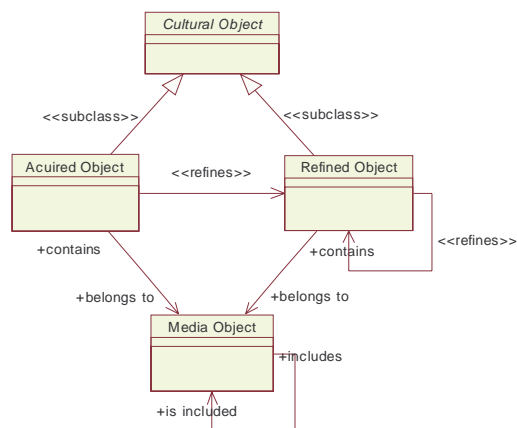 Cultural Object
<<subclass>>
<<subclass>>
Acuired Object
<<refines>>
Refined Object
+contains
+contains
<<refines>>
+belongs to
+belongs to
Media Object
+includes
+is included